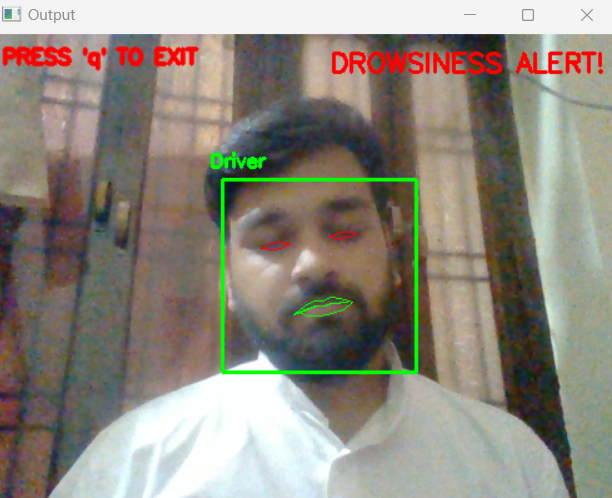 Output
PRESS 'q' TO EXIT
DROWSINESS ALERT!
Driver